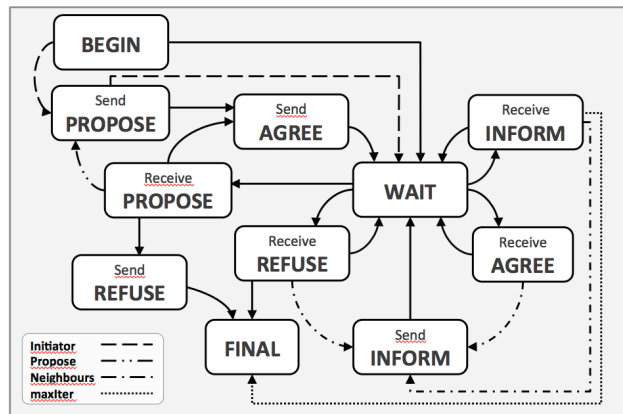 BEGIN
Send
PROPOSE
Send
AGREE
Receive
INFORM
Receive
PROPOSE
WAIT
Receive
REFUSE
Receive
AGREE
Send
REFUSE
FINAL
Send
INFORM
Initiator
Propose
Neighbours
maxIter